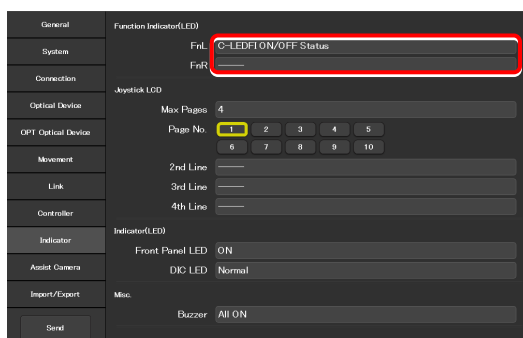 General
System
Connection
Optical Device
OPT Optical Device
Movement
Link
Controller
Indicator
Assist Camera
Import/Export
Send
Function Indicator(LED)
FnL C-LEDFI ON/OFF Status
FnR -----
Joystick LCD
Max Pages 4
Page No. 1 2 3 4 5
6 7 8 9 10
2nd Line -----
3rd Line -----
4th Line -----
Indicator(LED)
Front Panel LED ON
DIC LED Normal
Misc.
Buzzer All ON